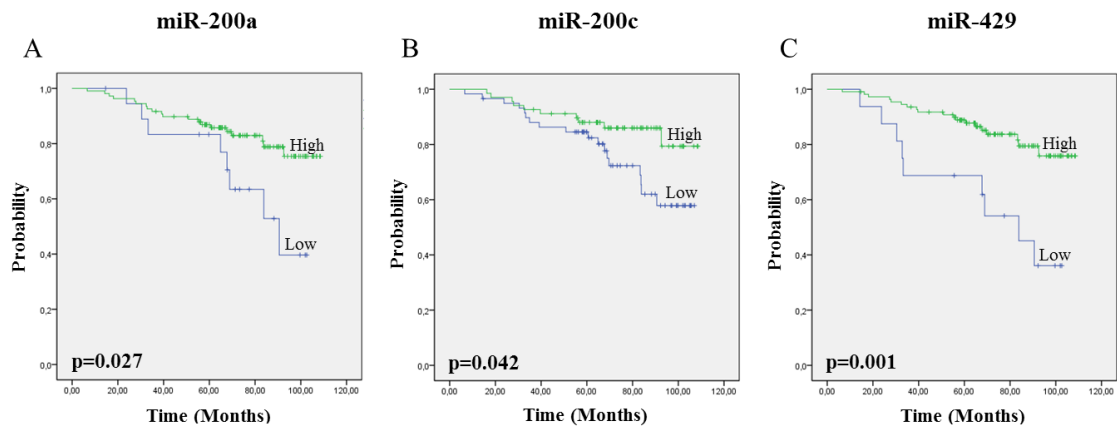 miR-200a
miR-200c
miR-429
A
1,0
0,8
0,6
0,4
0,2
0,0
Probability
High
Low
p=0.027
0,00 20,00 40,00 60,00 80,00 100,00 120,00
Time (Months)
B
1,0
0,8
0,6
0,4
0,2
0,0
Probability
High
Low
p=0.042
0,00 20,00 40,00 60,00 80,00 100,00 120,00
Time (Months)
C
1,0
0,8
0,6
0,4
0,2
0,0
Probability
High
Low
p=0.001
0,00 20,00 40,00 60,00 80,00 100,00 120,00
Time (Months)